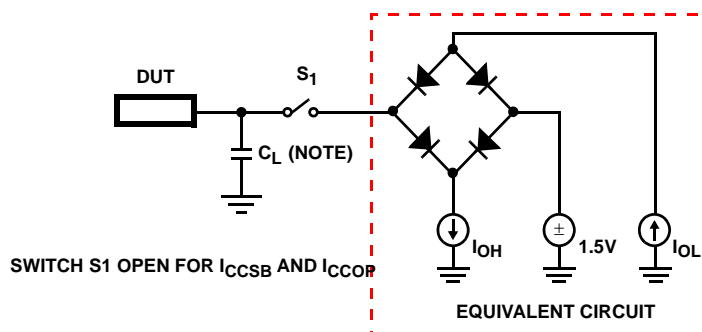 DUT
S1
CL (NOTE)
IOH
±
1.5V
IOL
SWITCH S1 OPEN FOR ICCSB AND ICCOP
EQUIVALENT CIRCUIT